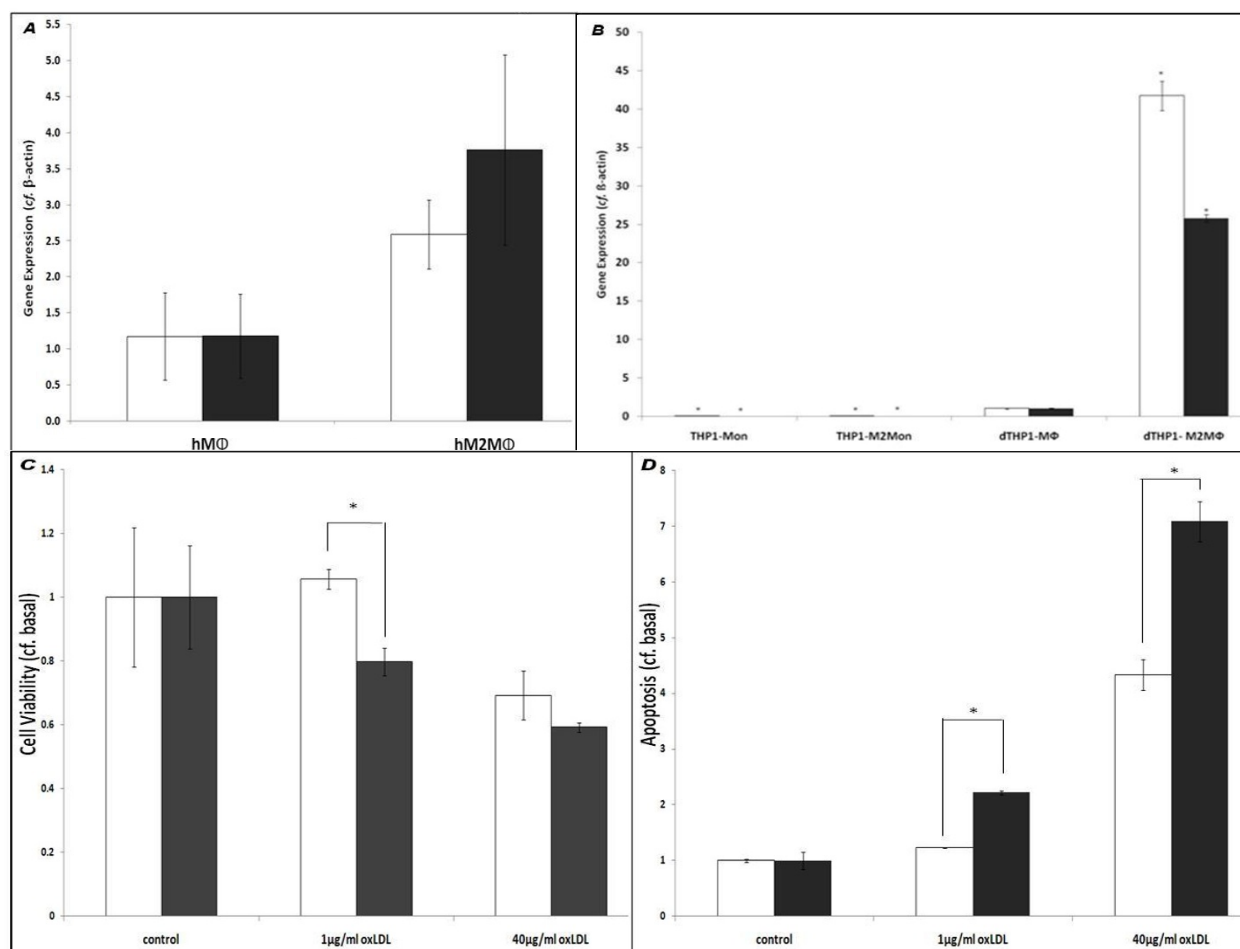 A
5.5
5.0
4.5
4.0
3.5
3.0
2.5
2.0
1.5
1.0
0.5
0.0
Gene Expression (cf. β-actin)
hMΦ
hM2MΦ
B
50
45
40
35
30
25
20
15
10
5
0
Gene Expression (cf. ß-actin)
* * * * * *
THP1-Mon
THP1-M2Mon
dTHP1-MΦ
dTHP1- M2MΦ
C
1.4
1.2
1
0.8
0.6
0.4
0.2
0
Cell Viability (cf. basal)
*
control
1µg/ml oxLDL
40µg/ml oxLDL
D
8
7
6
5
4
3
2
1
0
Apoptosis (cf. basal)
*
*
control
1µg/ml oxLDL
40µg/ml oxLDL